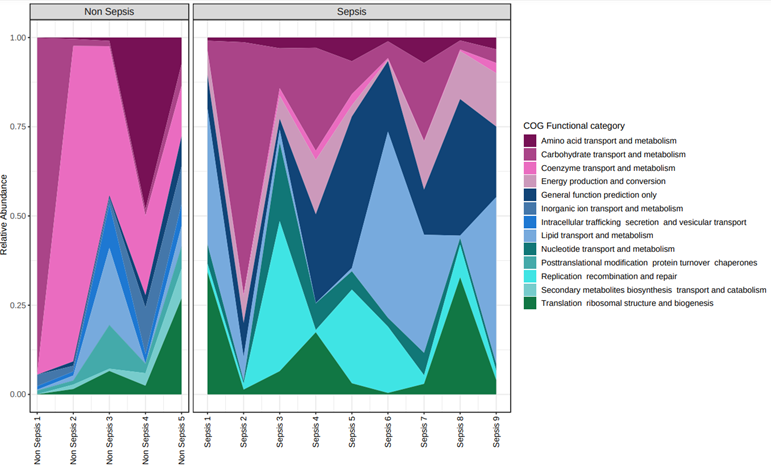 Non Sepsis
Sepsis
Relative Abundance
1.00
0.75
0.50
0.25
0.00
Non Sepsis 1
Non Sepsis 2
Non Sepsis 3
Non Sepsis 4
Non Sepsis 5
Sepsis 1
Sepsis 2
Sepsis 3
Sepsis 4
Sepsis 5
Sepsis 6
Sepsis 7
Sepsis 8
Sepsis 9
COG Functional category
Amino acid transport and metabolism
Carbohydrate transport and metabolism
Coenzyme transport and metabolism
Energy production and conversion
General function prediction only
Inorganic ion transport and metabolism
Intracellular trafficking secretion and vesicular transport
Lipid transport and metabolism
Nucleotide transport and metabolism
Posttranslational modification protein turnover chaperones
Replication recombination and repair
Secondary metabolites biosynthesis transport and catabolism
Translation ribosomal structure and biogenesis